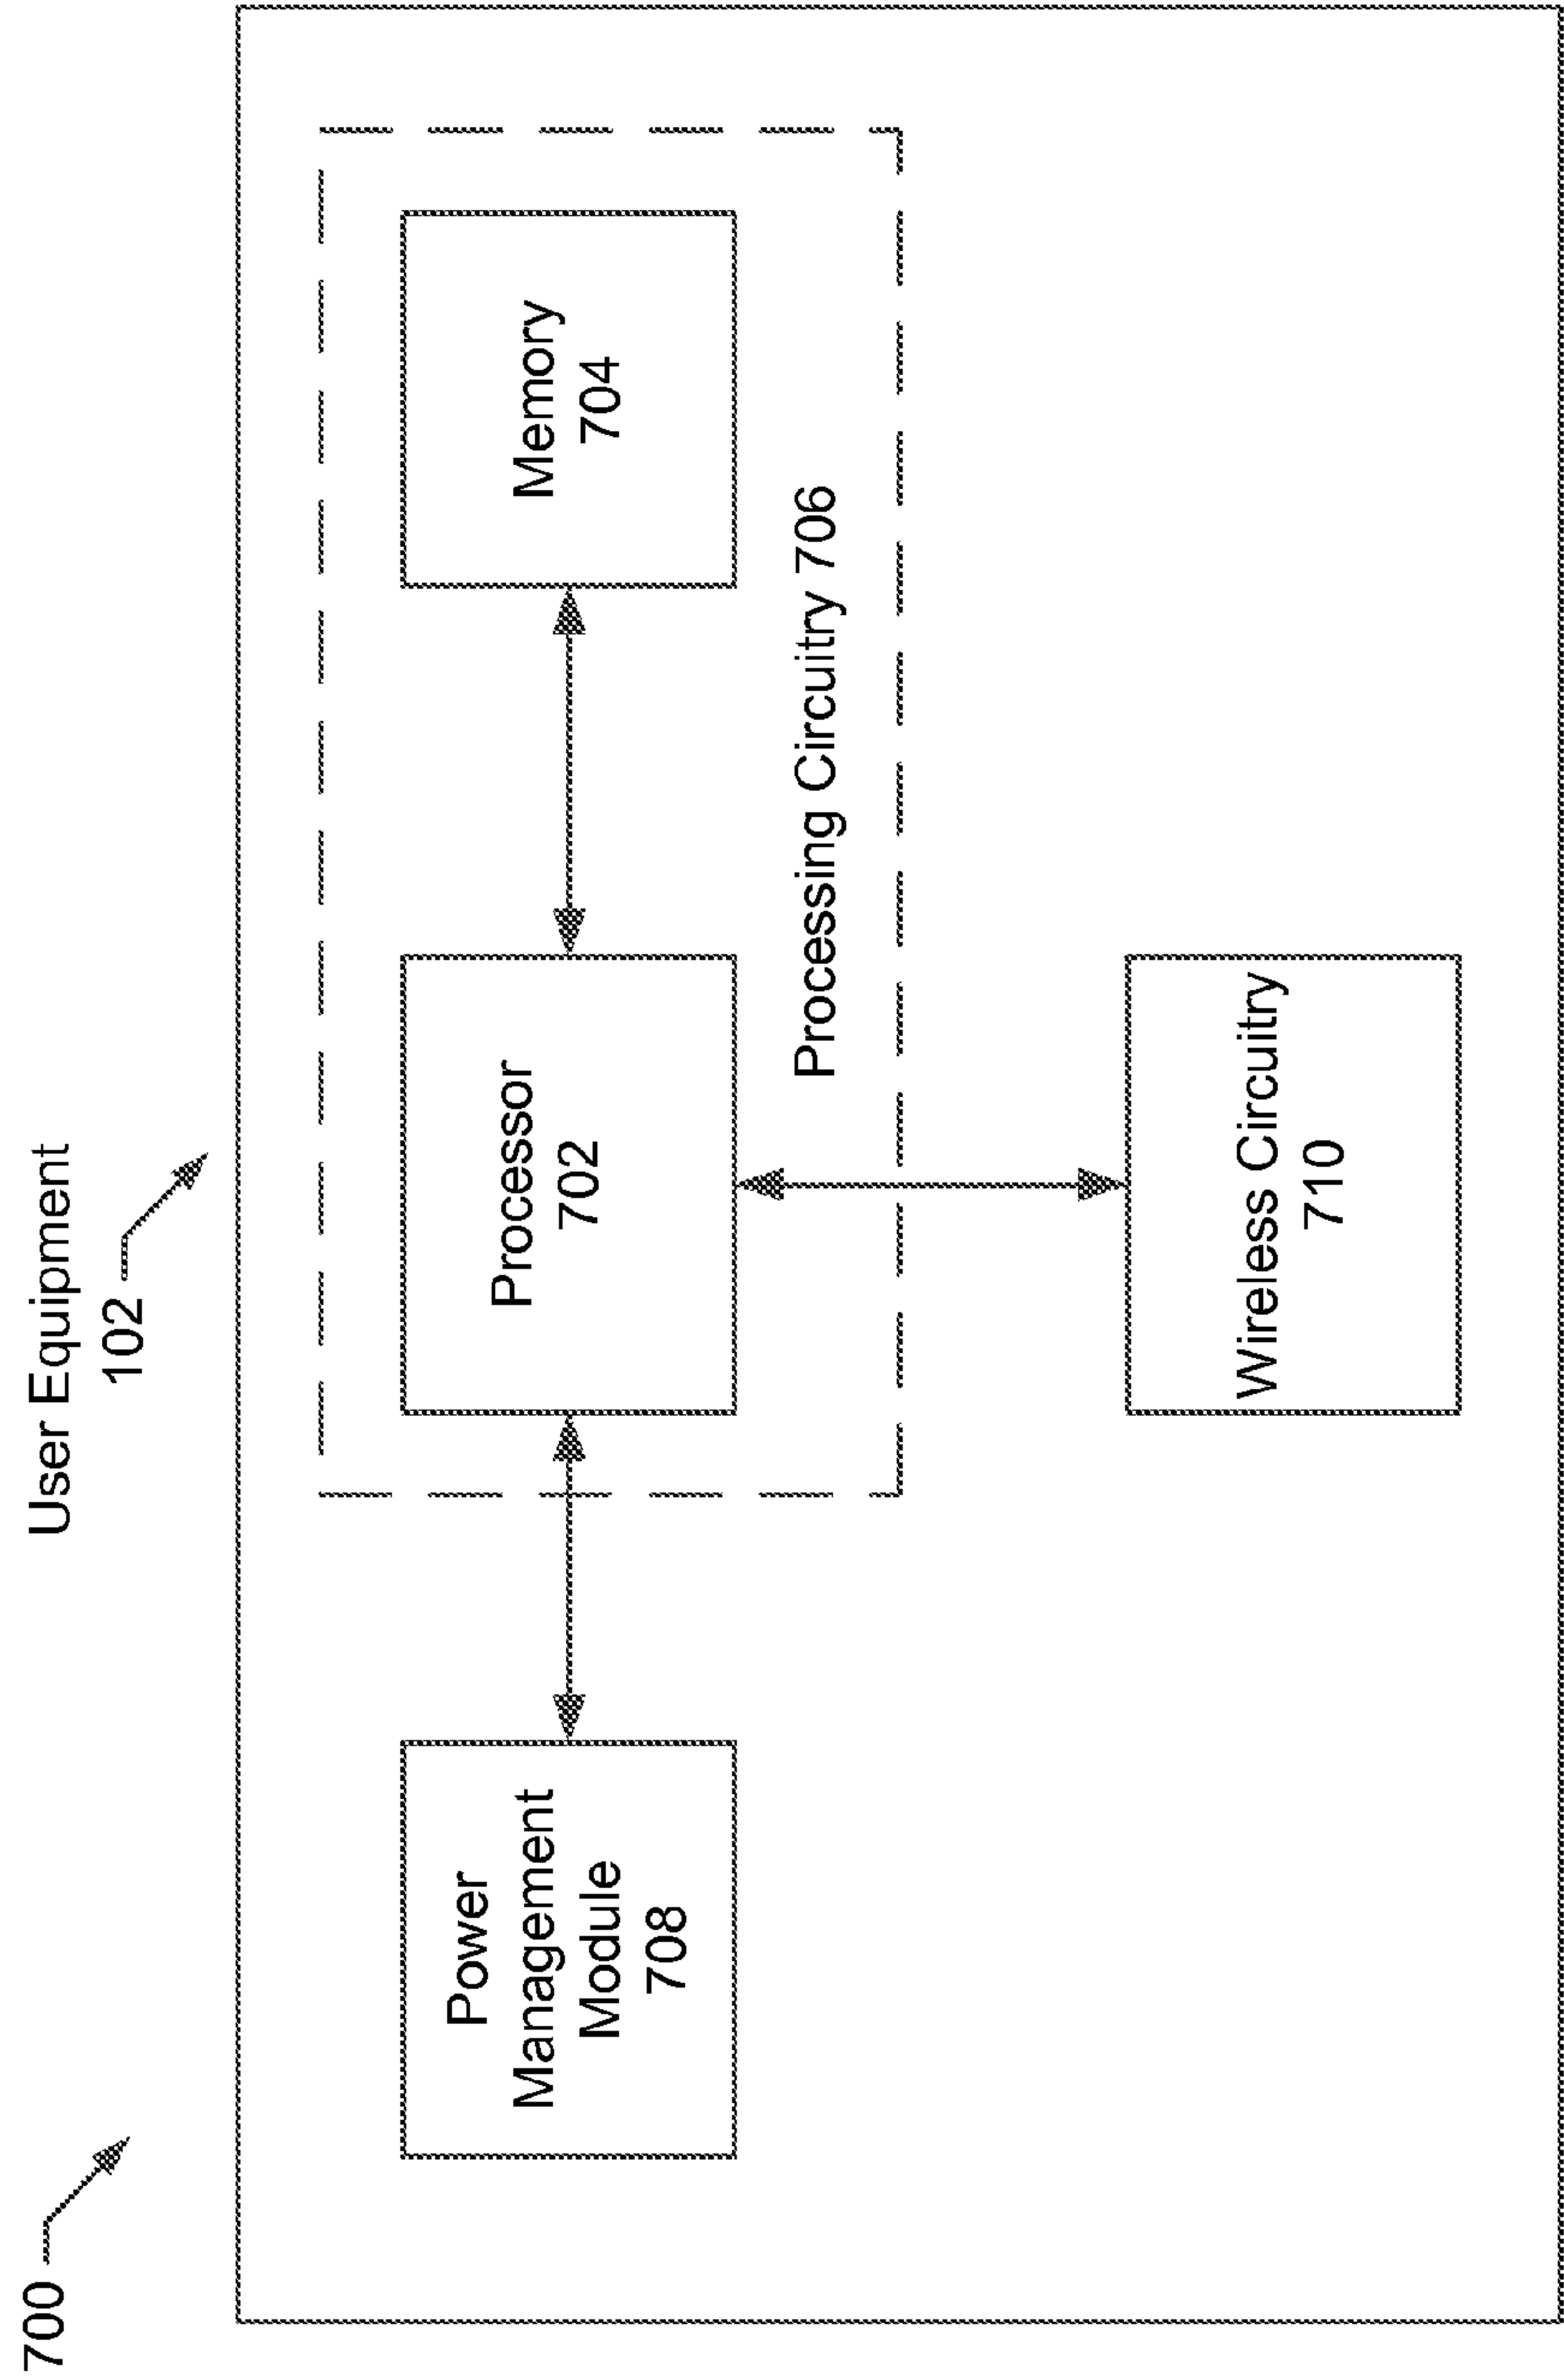 700
User Equipment
102
Power
Management
Module
708
Processor
702
Memory
704
Processing Circuitry 706
Wireless Circuitry
710